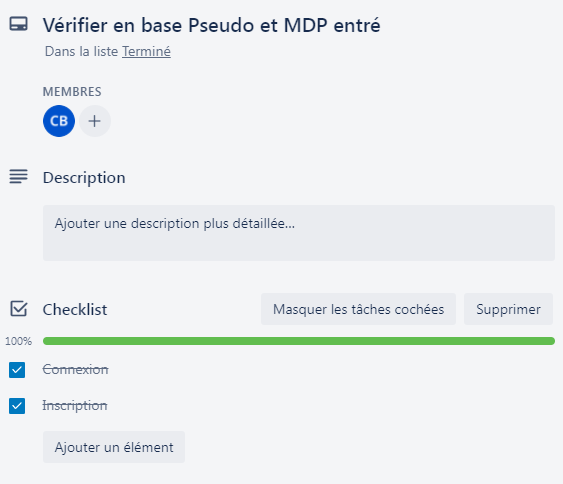 Vérifier en base Pseudo et MDP entré
Dans la liste Terminé
MEMBRES
CB +
Description
Ajouter une description plus détaillée...
Checklist
Masquer les tâches cochées
Supprimer
100%
Connexion
Inscription
Ajouter un élément